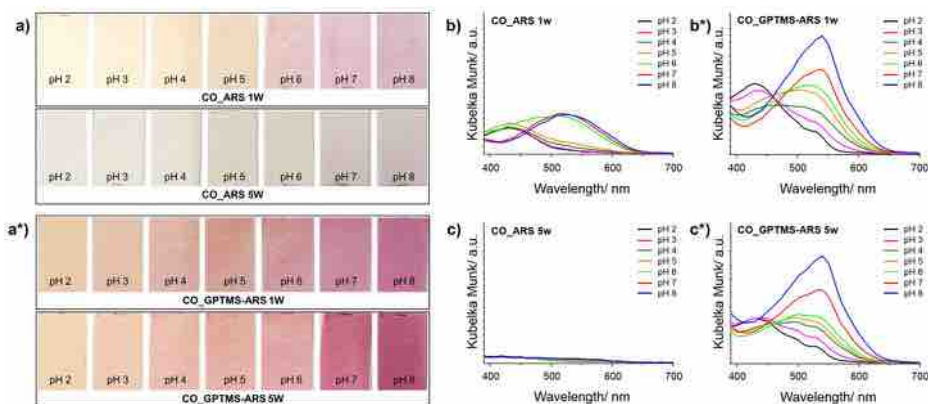 a)
pH 2 pH 3 pH 4 pH 5 pH 6 pH 7 pH 8
CO_ARS 1W
pH 2 pH 3 pH 4 pH 5 pH 6 pH 7 pH 8
CO_ARS 5W
a*)
pH 2 pH 3 pH 4 pH 5 pH 6 pH 7 pH 8
CO_GPTMS-ARS 1W
pH 2 pH 3 pH 4 pH 5 pH 6 pH 7 pH 8
CO_GPTMS-ARS 5W
b)
CO_ARS 1w
pH 2
pH 3
pH 4
pH 5
pH 6
pH 7
pH 8
Kubelka Munk/ a.u.
400 500 600 700
Wavelength/ nm
b*)
CO_GPTMS-ARS 1w
pH 2
pH 3
pH 4
pH 5
pH 6
pH 7
pH 8
Kubelka Munk/ a.u.
400 500 600 700
Wavelength/ nm
c)
CO_ARS 5w
pH 2
pH 3
pH 4
pH 5
pH 6
pH 7
pH 8
Kubelka Munk/ a.u.
400 500 600 700
Wavelength/ nm
c*)
CO_GPTMS-ARS 5w
pH 2
pH 3
pH 4
pH 5
pH 6
pH 7
pH 8
Kubelka Munk/ a.u.
400 500 600 700
Wavelength/ nm